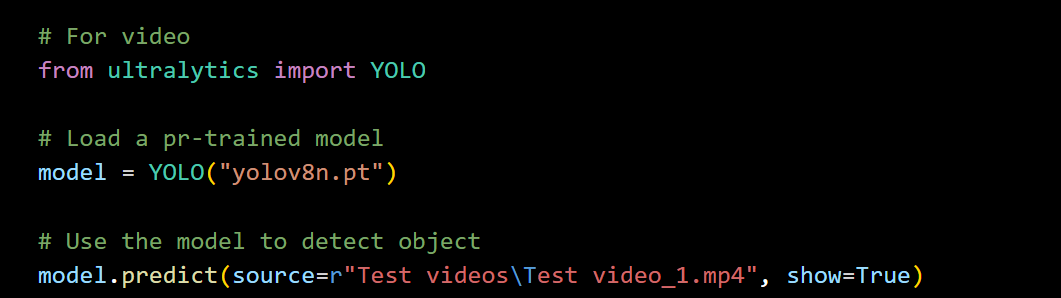 # For video
from ultralytics import YOLO
# Load a pr-trained model
model = YOLO("yolov8n.pt")
# Use the model to detect object
model.predict(source=r"Test videos\Test video_1.mp4", show=True)